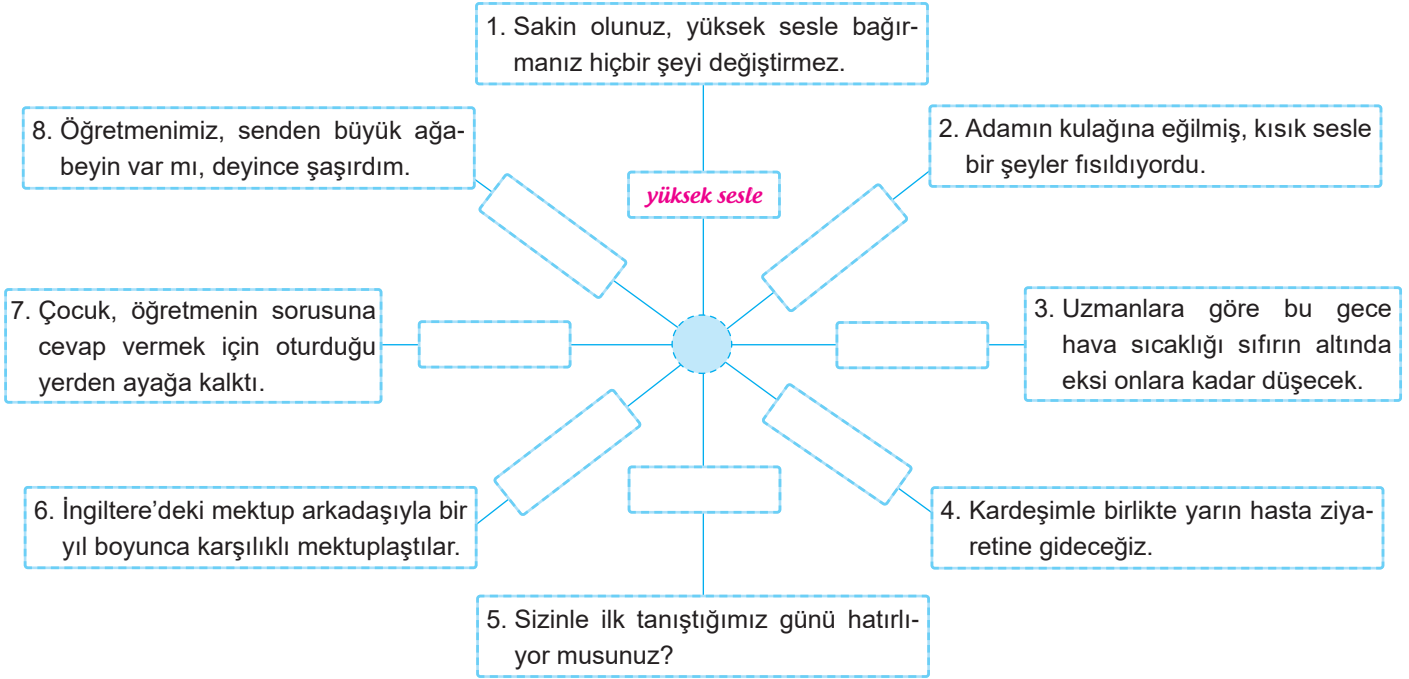 1. Sakin olunuz, yüksek sesle bağır-
manız hiçbir şeyi değiştirmez.
yüksek sesle
2. Adamın kulağına eğilmiş, kısık sesle
bir şeyler fısıldıyordu.
3. Uzmanlara göre bu gece
hava sıcaklığı sıfırın altında
eksi onlara kadar düşecek.
4. Kardeşimle birlikte yarın hasta ziya-
retine gideceğiz.
5. Sizinle ilk tanıştığımız günü hatırlı-
yor musunuz?
6. İngiltere’deki mektup arkadaşıyla bir
yıl boyunca karşılıklı mektuplaştılar.
7. Çocuk, öğretmenin sorusuna
cevap vermek için oturduğu
yerden ayağa kalktı.
8. Öğretmenimiz, senden büyük ağa-
beyin var mı, deyince şaşırdım.